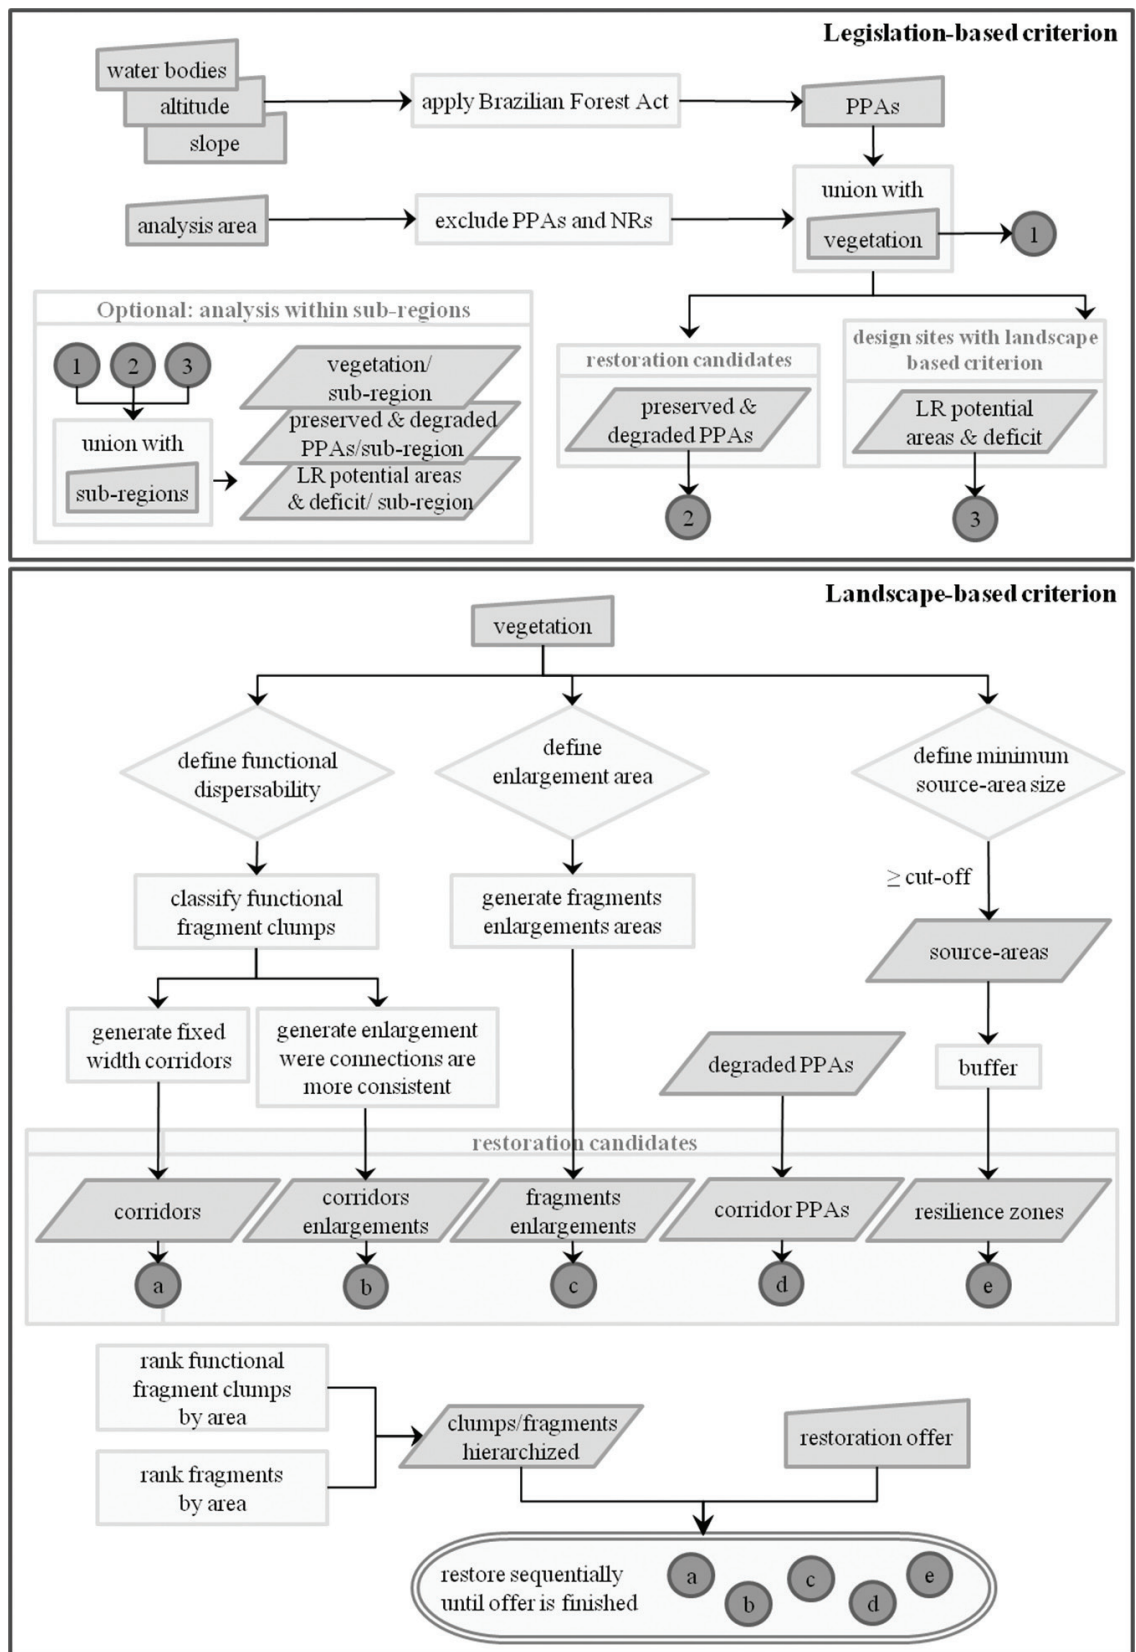 Legislation-based criterion
water bodies
altitude
slope
apply Brazilian Forest Act
PPAs
analysis area
exclude PPAs and NRs
union with
vegetation
1
Optional: analysis within sub-regions
1
2
3
union with
sub-regions
vegetation/
sub-region
preserved & degraded
PPAs/sub-region
LR potential areas
& deficit/ sub-region
restoration candidates
preserved &
degraded PPAs
2
design sites with landscape
based criterion
LR potential
areas & deficit
3
Landscape-based criterion
vegetation
define functional
dispersability
define
enlargement area
define minimum
source-area size
classify functional
fragment clumps
generate fragments
enlargements areas
≥ cut-off
source-areas
generate fixed
width corridors
generate enlargement
were connections are
more consistent
degraded PPAs
buffer
restoration candidates
corridors
corridors
enlargements
fragments
enlargements
corridor PPAs
resilience zones
a
b
c
d
e
rank functional
fragment clumps
by area
rank fragments
by area
clumps/fragments
hierarchized
restoration offer
restore sequentially
until offer is finished
a
b
c
d
e